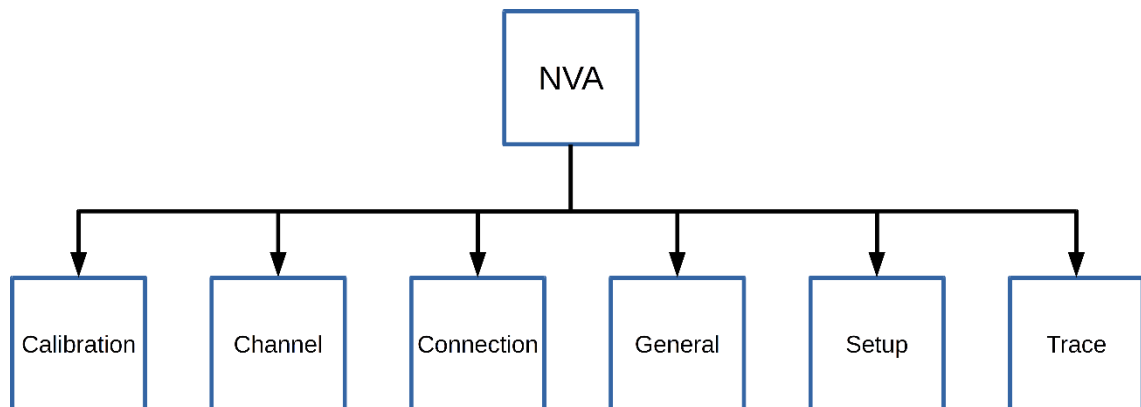 NVA
Calibration
Channel
Connection
General
Setup
Trace